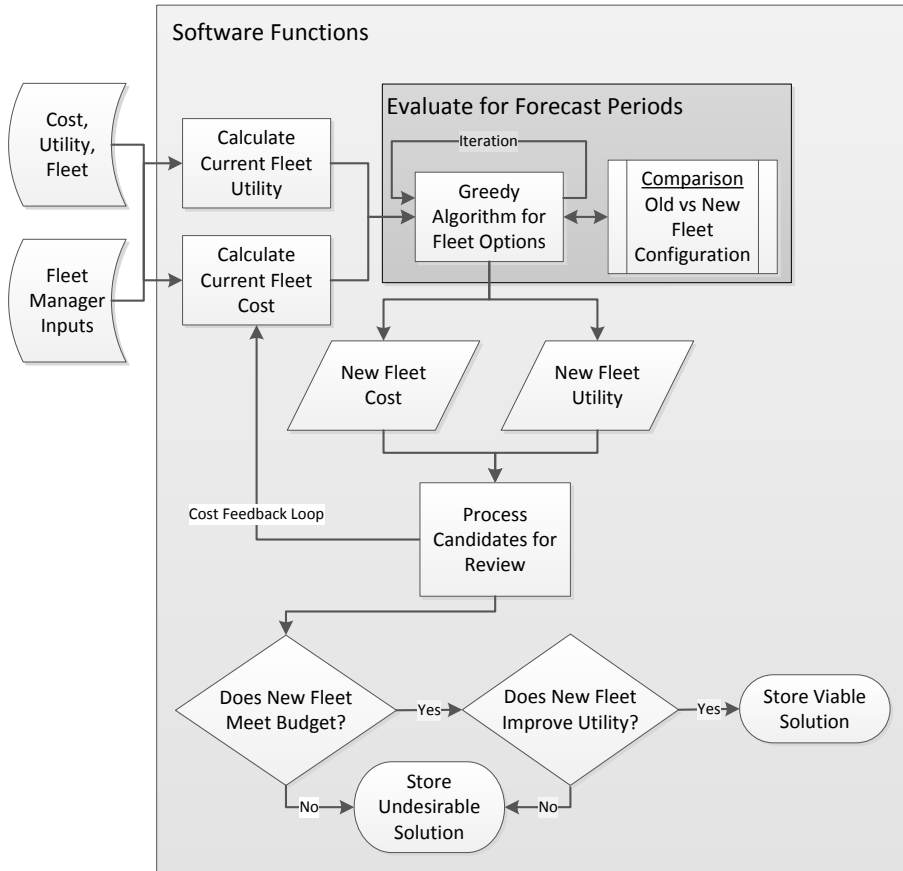 Software Functions
Cost,
Utility,
Fleet
Fleet
Manager
Inputs
Calculate
Current Fleet
Utility
Calculate
Current Fleet
Cost
Evaluate for Forecast Periods
Iteration
Greedy
Algorithm for
Fleet Options
Comparison
Old vs New
Fleet
Configuration
New Fleet
Cost
New Fleet
Utility
Cost Feedback Loop
Process
Candidates for
Review
Does New Fleet
Meet Budget?
Yes
Does New Fleet
Improve Utility?
Yes
Store Viable
Solution
No
Store
Undesirable
Solution
No